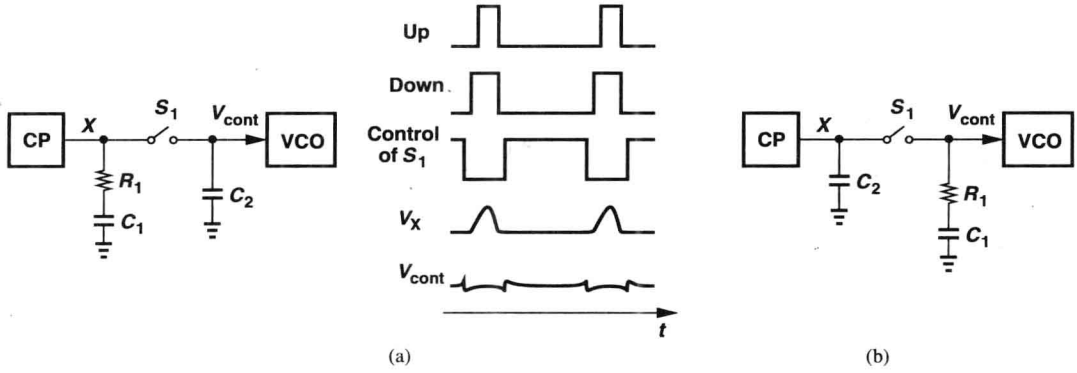 CP
X
S1
Vcont
VCO
R1
C1
C2
Up
Down
Control
of S1
VX
Vcont
t
(a)
CP
X
S1
Vcont
VCO
C2
R1
C1
(b)